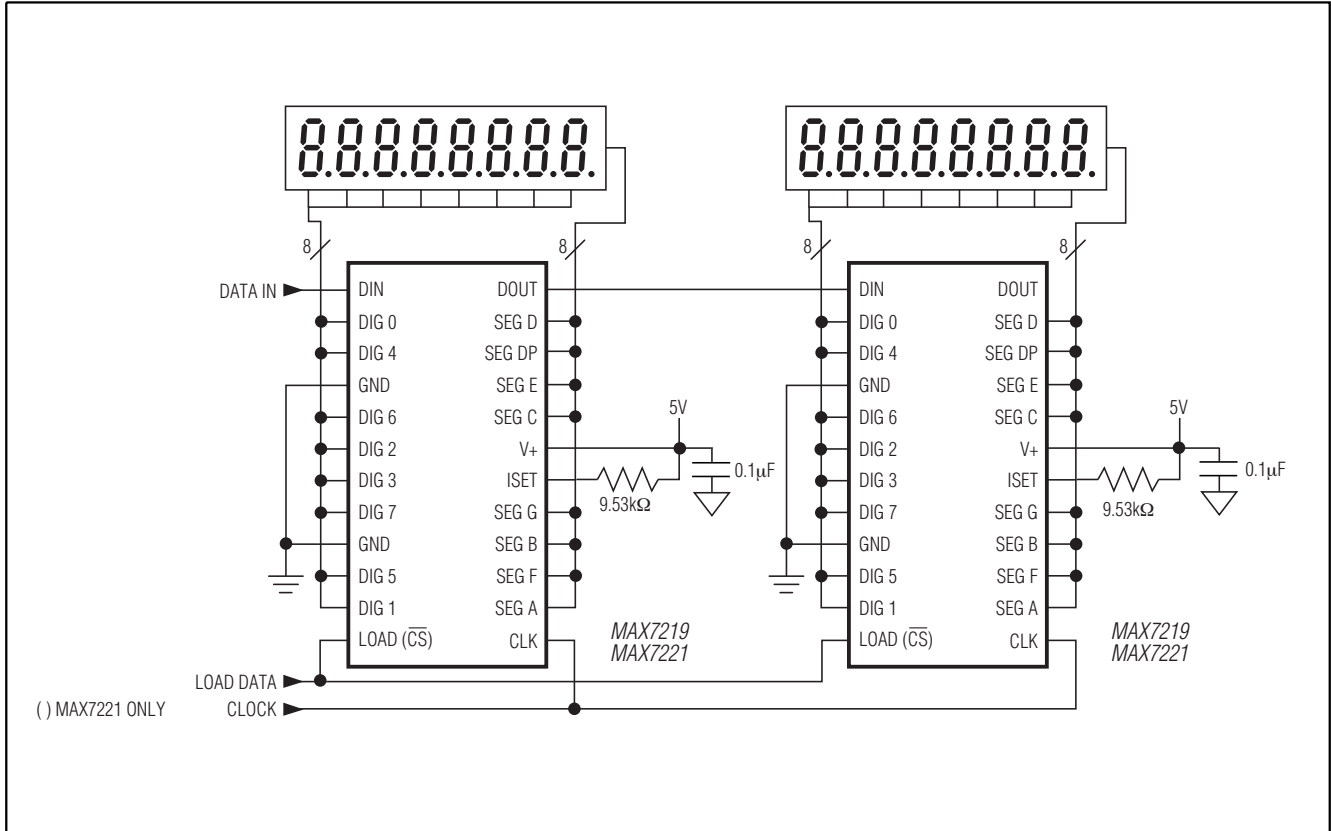 8.8.8.8.8.8.8.8.
8.8.8.8.8.8.8.8.
8
8
8
8
DATA IN
DIN
DIG 0
DIG 4
GND
DIG 6
DIG 2
DIG 3
DIG 7
GND
DIG 5
DIG 1
LOAD (C̅S̅)
DOUT
SEG D
SEG DP
SEG E
SEG C
V+
ISET
SEG G
SEG B
SEG F
SEG A
CLK
5V
0.1µF
9.53kΩ
MAX7219
MAX7221
DIN
DIG 0
DIG 4
GND
DIG 6
DIG 2
DIG 3
DIG 7
GND
DIG 5
DIG 1
LOAD (C̅S̅)
DOUT
SEG D
SEG DP
SEG E
SEG C
V+
ISET
SEG G
SEG B
SEG F
SEG A
CLK
5V
0.1µF
9.53kΩ
MAX7219
MAX7221
LOAD DATA
( ) MAX7221 ONLY
CLOCK